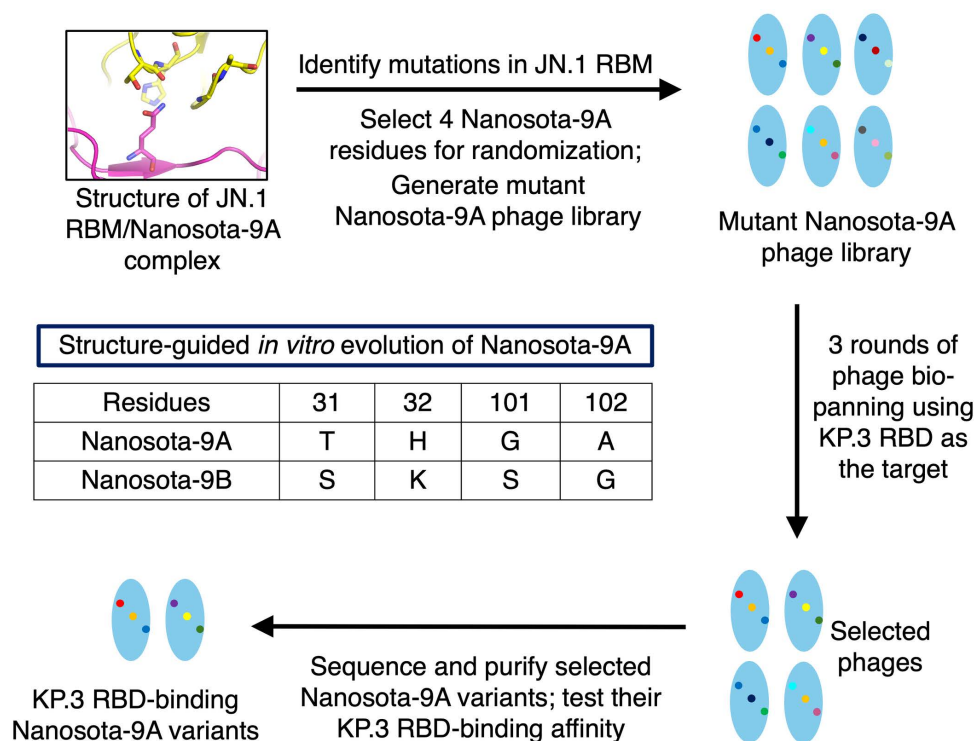 Identify mutations in JN.1 RBM
Select 4 Nanosota-9A
residues for randomization;
Generate mutant
Nanosota-9A phage library
Structure of JN.1
RBM/Nanosota-9A
complex
Mutant Nanosota-9A
phage library
Structure-guided in vitro evolution of Nanosota-9A
Residues 31 32 101 102
Nanosota-9A T H G A
Nanosota-9B S K S G
3 rounds of
phage bio-
panning using
KP.3 RBD as
the target
Selected
phages
Sequence and purify selected
Nanosota-9A variants; test their
KP.3 RBD-binding affinity
KP.3 RBD-binding
Nanosota-9A variants